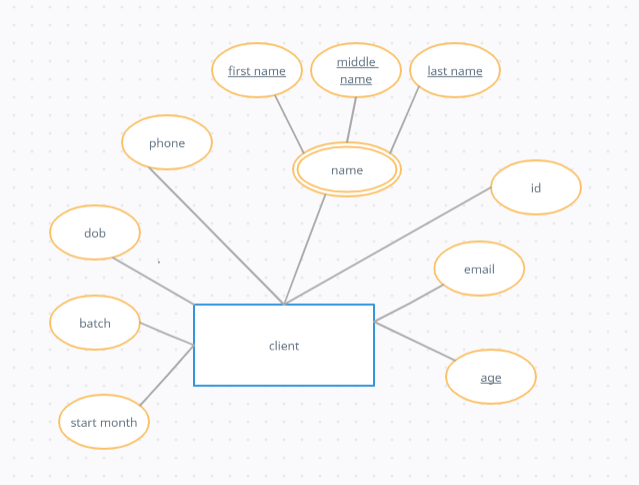 first name
middle
name
last name
phone
name
id
dob
email
batch
client
age
start month